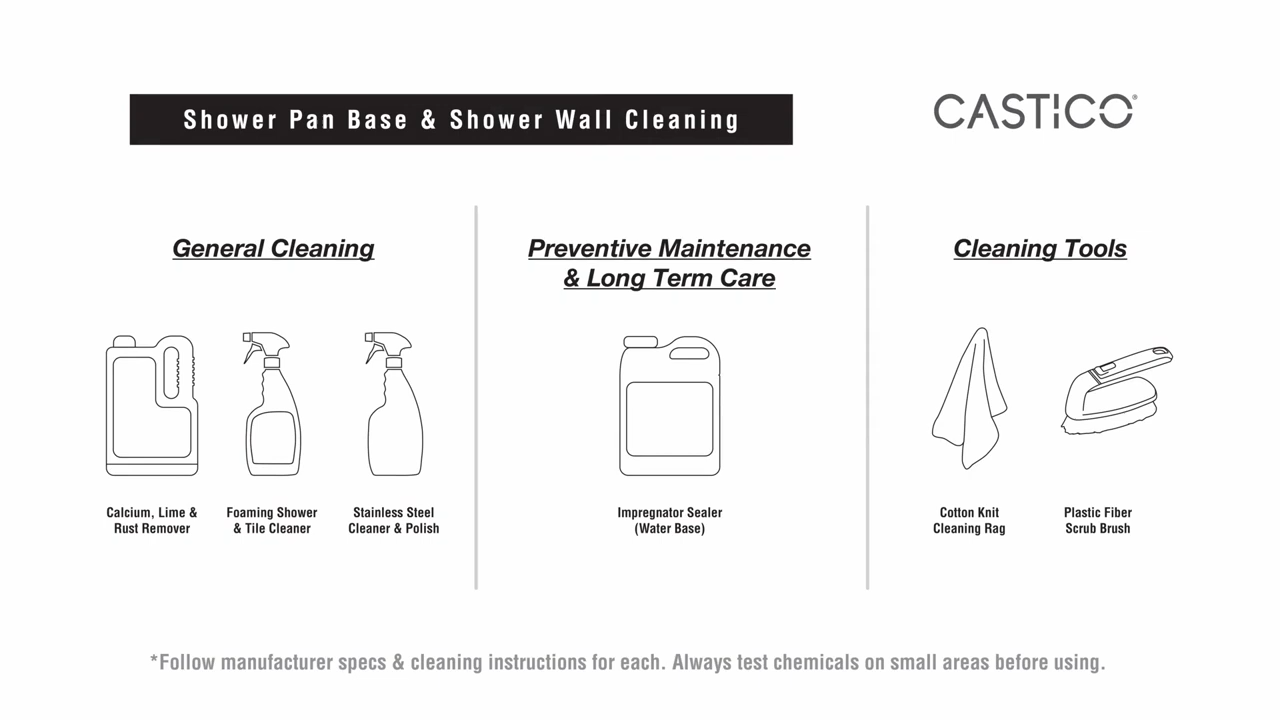 Shower Pan Base & Shower Wall Cleaning
CASTICO®
General Cleaning
Calcium, Lime &
Rust Remover
Foaming Shower
& Tile Cleaner
Stainless Steel
Cleaner & Polish
Preventive Maintenance
& Long Term Care
Impregnator Sealer
(Water Base)
Cleaning Tools
Cotton Knit
Cleaning Rag
Plastic Fiber
Scrub Brush
*Follow manufacturer specs & cleaning instructions for each. Always test chemicals on small areas before using.